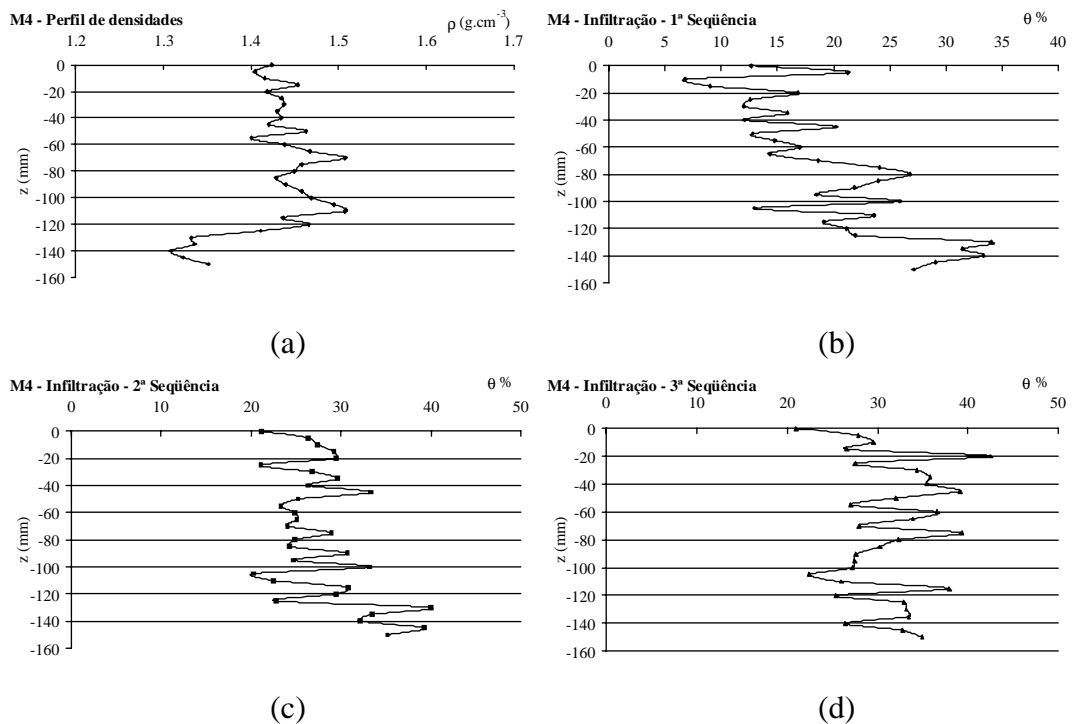 M4 - Perfil de densidades
ρ (g.cm-3)
1.2 1.3 1.4 1.5 1.6 1.7
0
-20
-40
-60
-80
-100
-120
-140
-160
z (mm)
(a)
M4 - Infiltração - 1ª Seqüência
θ %
0 5 10 15 20 25 30 35 40
0
-20
-40
-60
-80
-100
-120
-140
-160
z (mm)
(b)
M4 - Infiltração - 2ª Seqüência
θ %
0 10 20 30 40 50
0
-20
-40
-60
-80
-100
-120
-140
-160
z (mm)
(c)
M4 - Infiltração - 3ª Seqüência
θ %
0 10 20 30 40 50
0
-20
-40
-60
-80
-100
-120
-140
-160
z (mm)
(d)